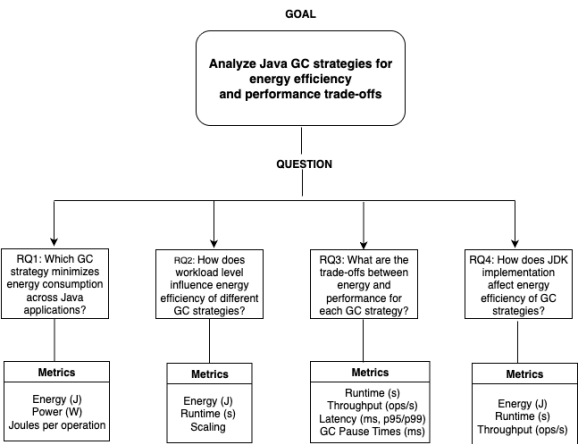 GOAL
Analyze Java GC strategies for
energy efficiency
and performance trade-offs
QUESTION
RQ1: Which GC
strategy minimizes
energy consumption
across Java
applications?
RQ2: How does
workload level
influence energy
efficiency of different
GC strategies?
RQ3: What are the
trade-offs between
energy and
performance for
each GC strategy?
RQ4: How does JDK
implementation
affect energy
efficiency of GC
strategies?
Metrics
Energy (J)
Power (W)
Joules per operation
Metrics
Energy (J)
Runtime (s)
Scaling
Metrics
Runtime (s)
Throughput (ops/s)
Latency (ms, p95/p99)
GC Pause Times (ms)
Metrics
Energy (J)
Runtime (s)
Throughput (ops/s)